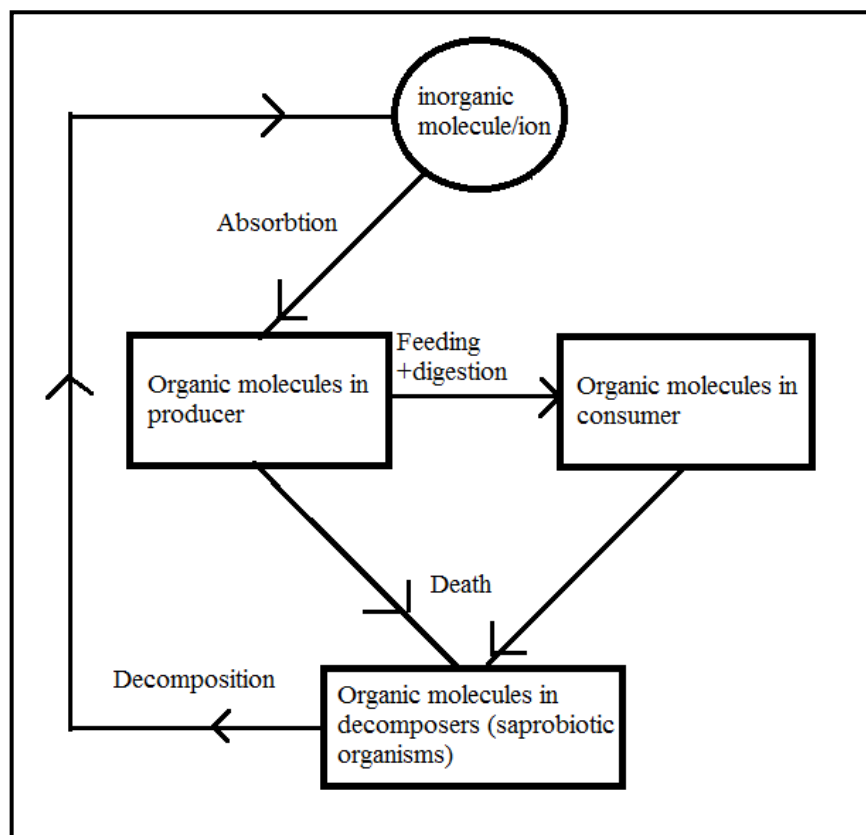 inorganic
molecule/ion
Absorbtion
Feeding
+digestion
Organic molecules in
producer
Organic molecules in
consumer
Death
Decomposition
Organic molecules in
decomposers (saprobiotic
organisms)